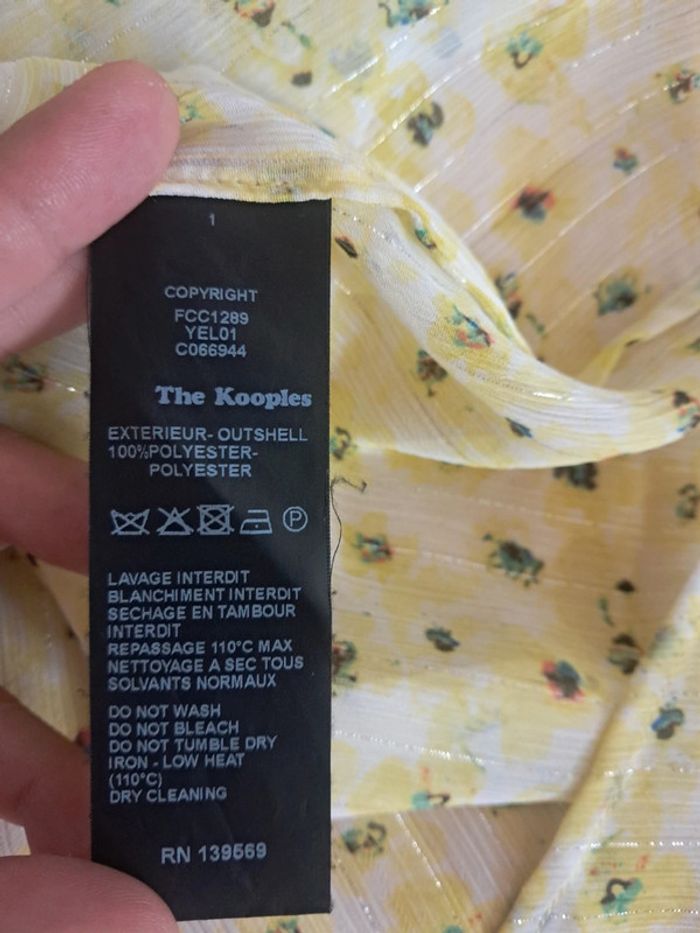 1
COPYRIGHT
FCC1289
YEL01
C066944
The Kooples
EXTERIEUR- OUTSHELL
100%POLYESTER-
POLYESTER
P
LAVAGE INTERDIT
BLANCHIMENT INTERDIT
SECHAGE EN TAMBOUR
INTERDIT
REPASSAGE 110°C MAX
NETTOYAGE A SEC TOUS
SOLVANTS NORMAUX
DO NOT WASH
DO NOT BLEACH
DO NOT TUMBLE DRY
IRON - LOW HEAT
(110°C)
DRY CLEANING
RN 139569